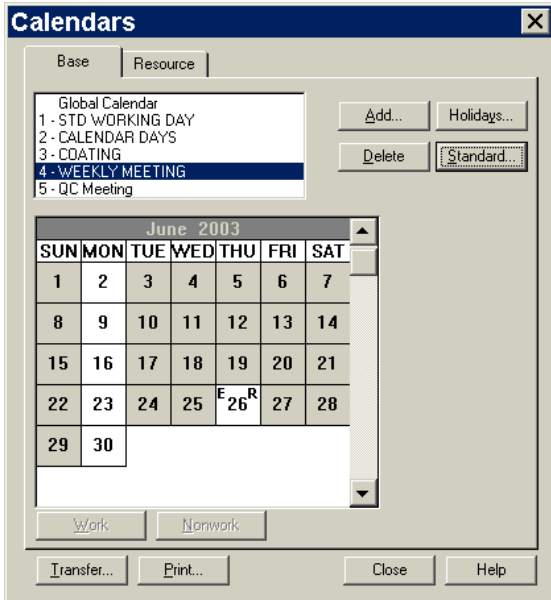 Calendars
Base Resource
Global Calendar
1 - STD WORKING DAY
2 - CALENDAR DAYS
3 - COATING
4 - WEEKLY MEETING
5 - QC Meeting
Add... Holidays...
Delete Standard...
June 2003
SUN MON TUE WED THU FRI SAT
1 2 3 4 5 6 7
8 9 10 11 12 13 14
15 16 17 18 19 20 21
22 23 24 25 E 26 R 27 28
29 30
Work Nonwork
Transfer... Print... Close Help